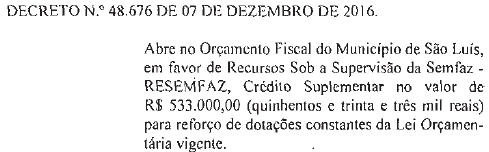 DECRETO N.º 48.676 DE 07 DE DEZEMBRO DE 2016.
Abre no Orçamento Fiscal do Município de São Luís,
em favor de Recursos Sob a Supervisão da Semfaz -
RESEMFAZ, Crédito Suplementar no valor de
R$ 533.000,00 (quinhentos e trinta e três mil reais)
para reforço de dotações constantes da Lei Orçamen-
tária vigente.